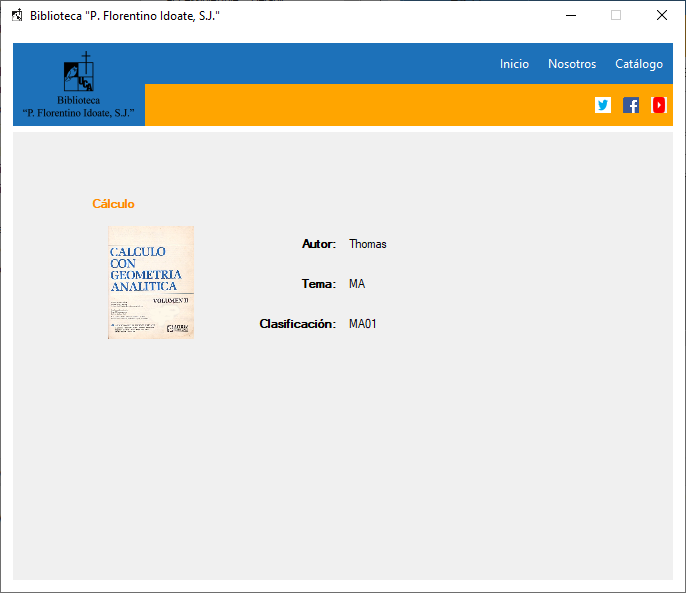 Biblioteca "P. Florentino Idoate, S.J."
Inicio Nosotros Catálogo
UCA
Biblioteca
"P. Florentino Idoate, S.J."
Cálculo
CALCULO
CON
GEOMETRIA
ANALITICA
VOLUMEN II
Autor: Thomas
Tema: MA
Clasificación: MA01